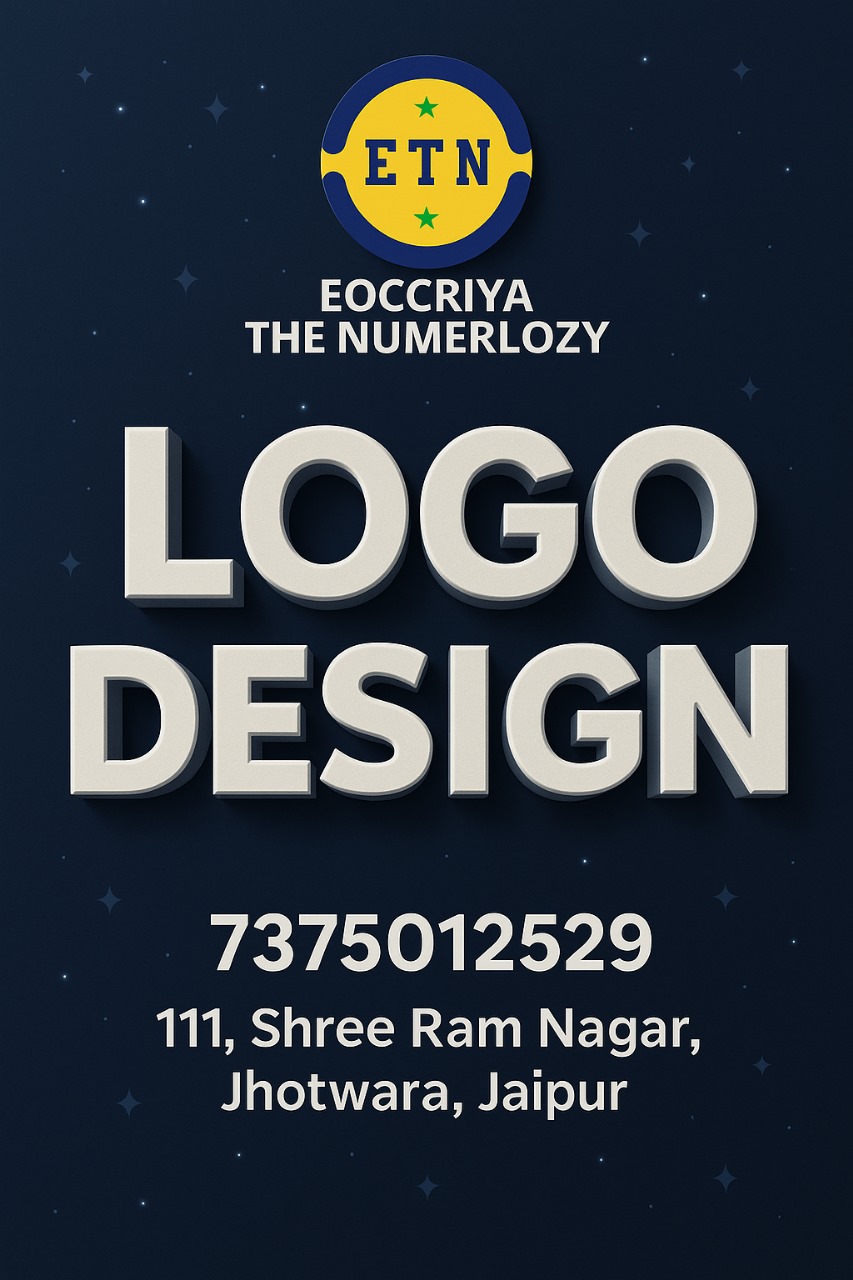 ETN
EOCCRIYA
THE NUMERLOZY
LOGO
DESIGN
7375012529
111, Shree Ram Nagar,
Jhotwara, Jaipur